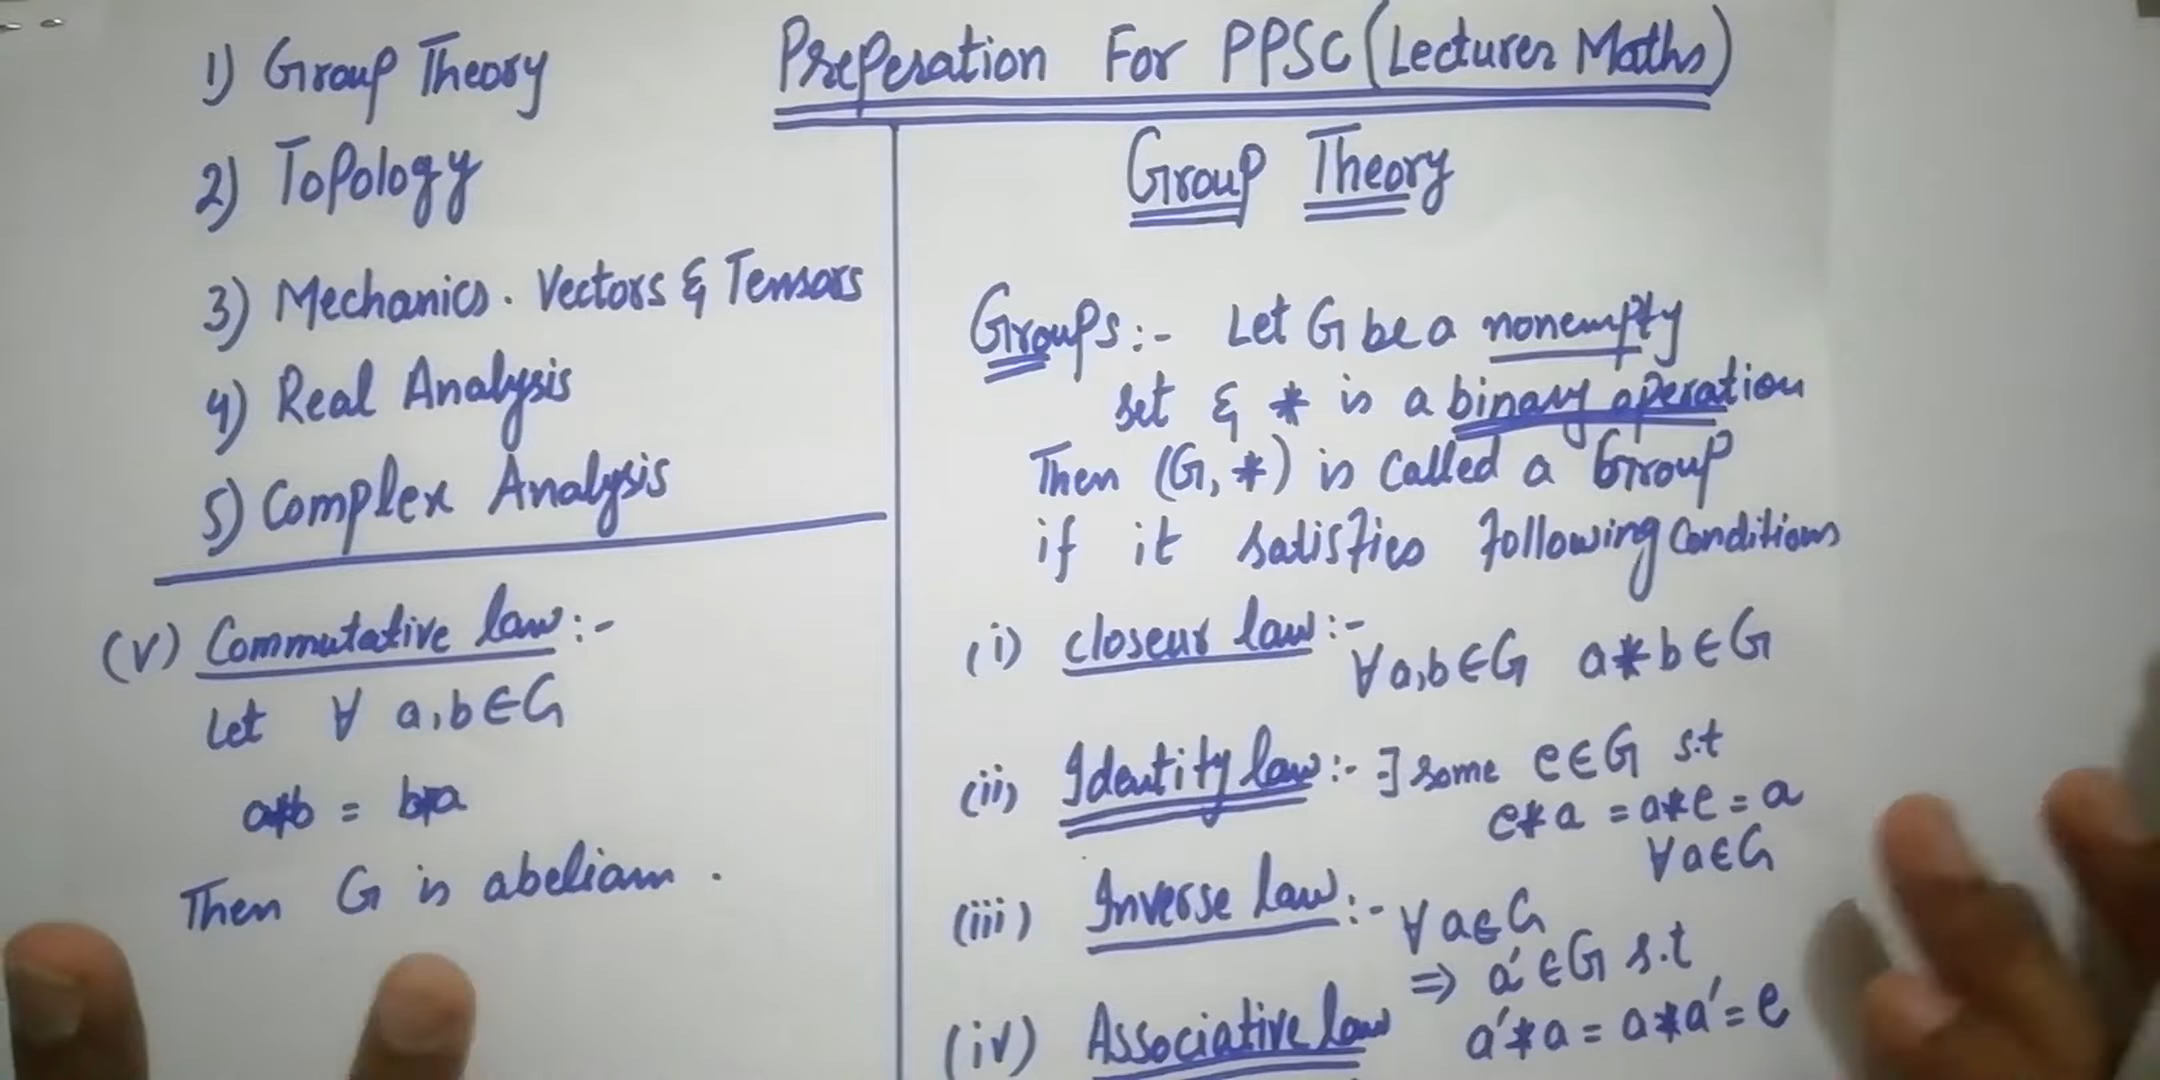 Preperation For PPSC (Lecturer Maths)
1) Group Theory
2) Topology
3) Mechanics. Vectors & Tensors
4) Real Analysis
5) Complex Analysis
(v) Commutative law:-
Let ∀ a,b∈G
a*b = b*a
Then G is abeliam.
Group Theory
Groups:- Let G be a nonempty
set & * is a binary operation
Then (G, *) is called a Group
if it satisfies following conditions
(i) closeur law:- ∀ a,b∈G a*b∈G
(ii) Identity law:- ∃ some e∈G s.t
e*a = a*e = a
∀a∈G
(iii) Inverse law:- ∀ a∈G
⇒ a'∈G s.t
a'*a = a*a' = e
(iv) Associative law